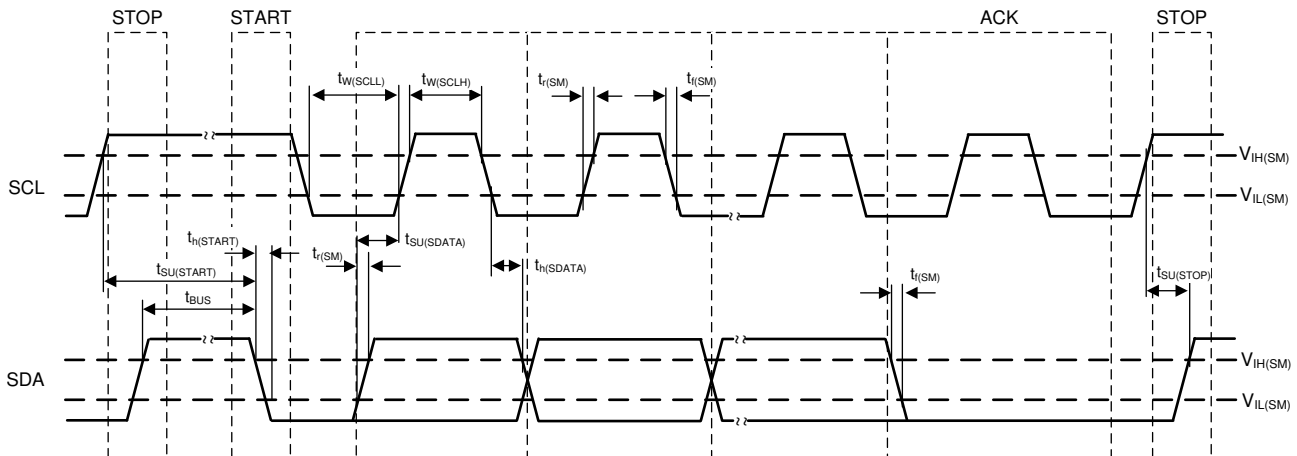 STOP START ACK STOP
tW(SCLL) tW(SCLH) tr(SM) tf(SM)
VIH(SM)
SCL
VIL(SM)
th(START) tr(SM) tSU(SDATA)
tSU(START) th(SDATA) tf(SM) tSU(STOP)
tBUS
VIH(SM)
SDA
VIL(SM)